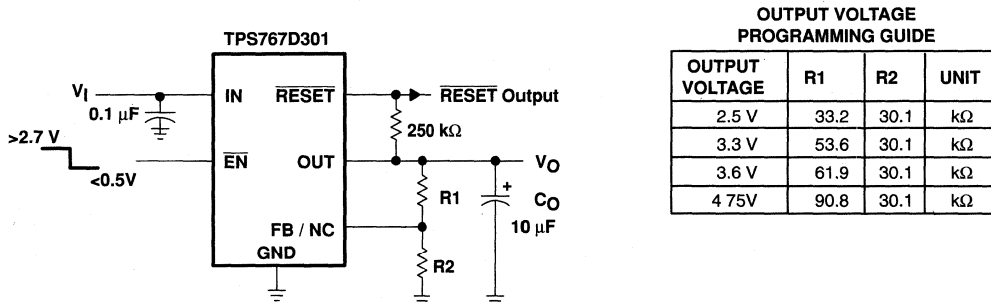 TPS767D301
VI
0.1 μF
>2.7 V
<0.5V
IN
EN
RESET
OUT
FB / NC
GND
RESET Output
250 kΩ
VO
R1
+
CO
10 μF
R2
OUTPUT VOLTAGE
PROGRAMMING GUIDE
OUTPUT VOLTAGE R1 R2 UNIT
2.5 V 33.2 30.1 kΩ
3.3 V 53.6 30.1 kΩ
3.6 V 61.9 30.1 kΩ
4 75V 90.8 30.1 kΩ